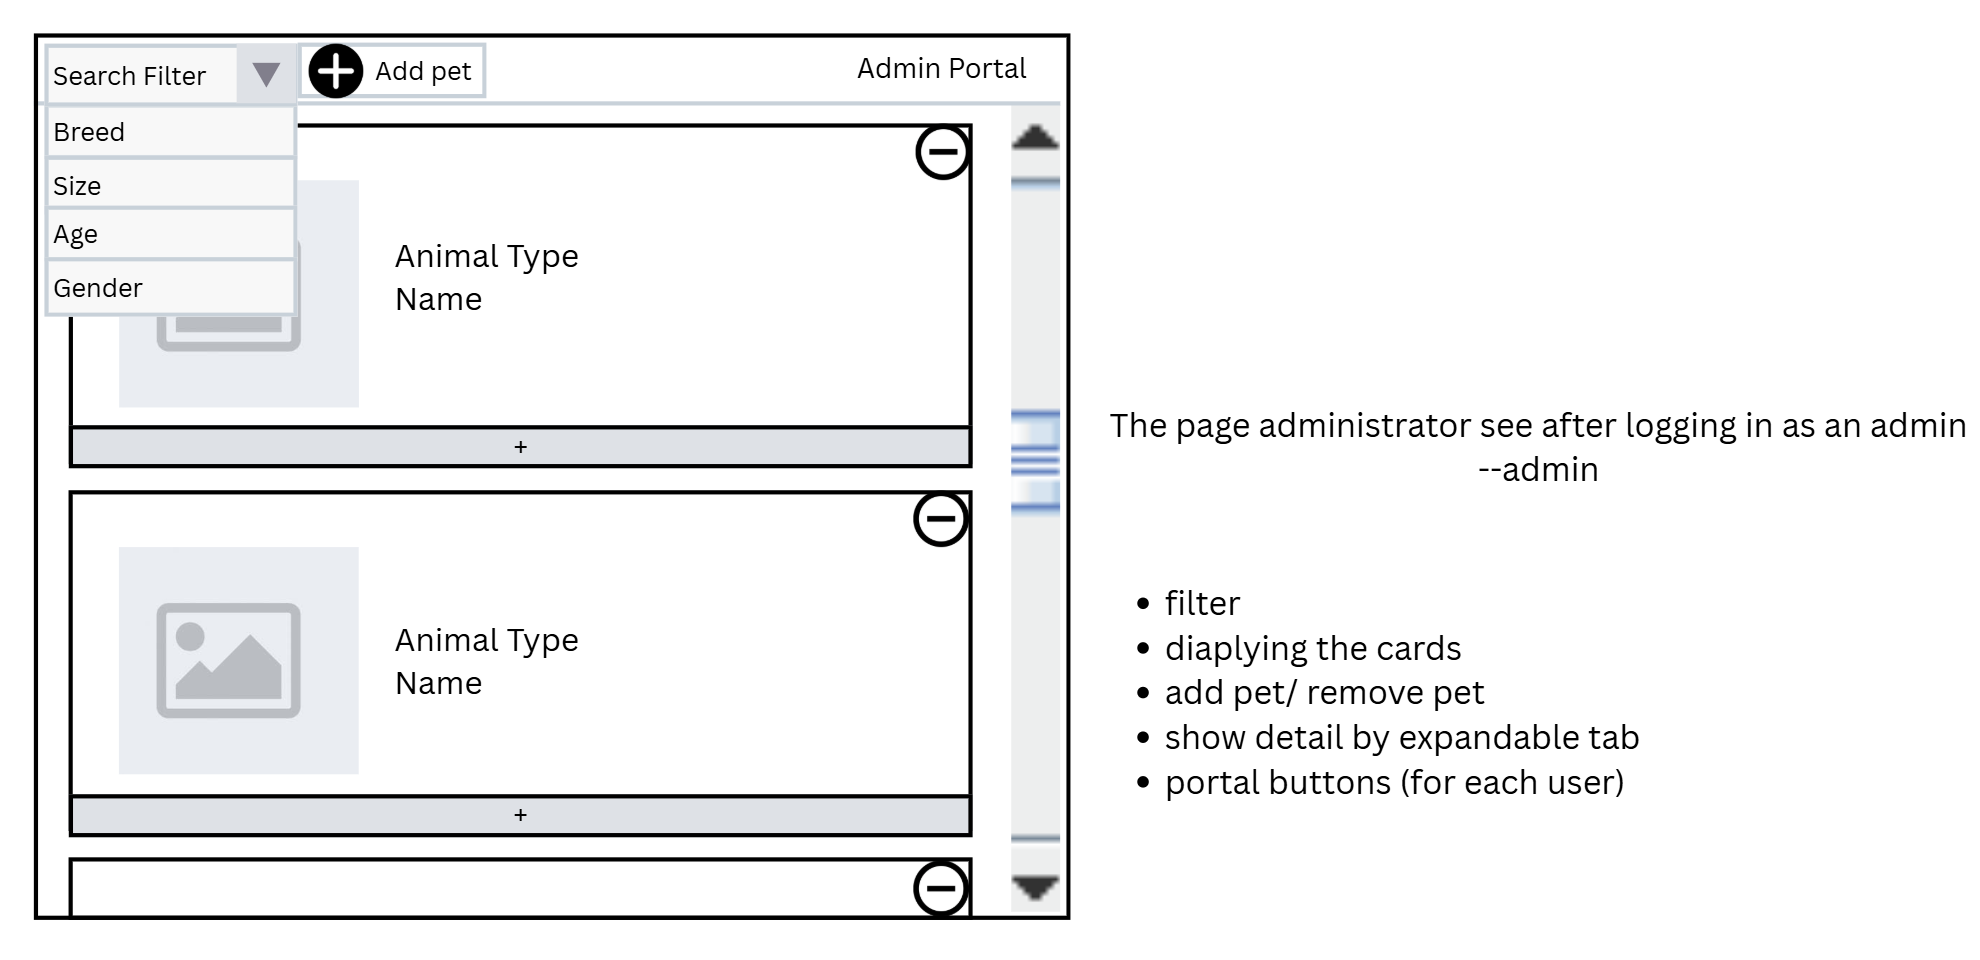 Search Filter
Add pet
Admin Portal
Breed
Size
Age
Gender
Animal Type
Name
+
Animal Type
Name
+
The page administrator see after logging in as an admin
--admin
• filter
• diaplying the cards
• add pet/ remove pet
• show detail by expandable tab
• portal buttons (for each user)